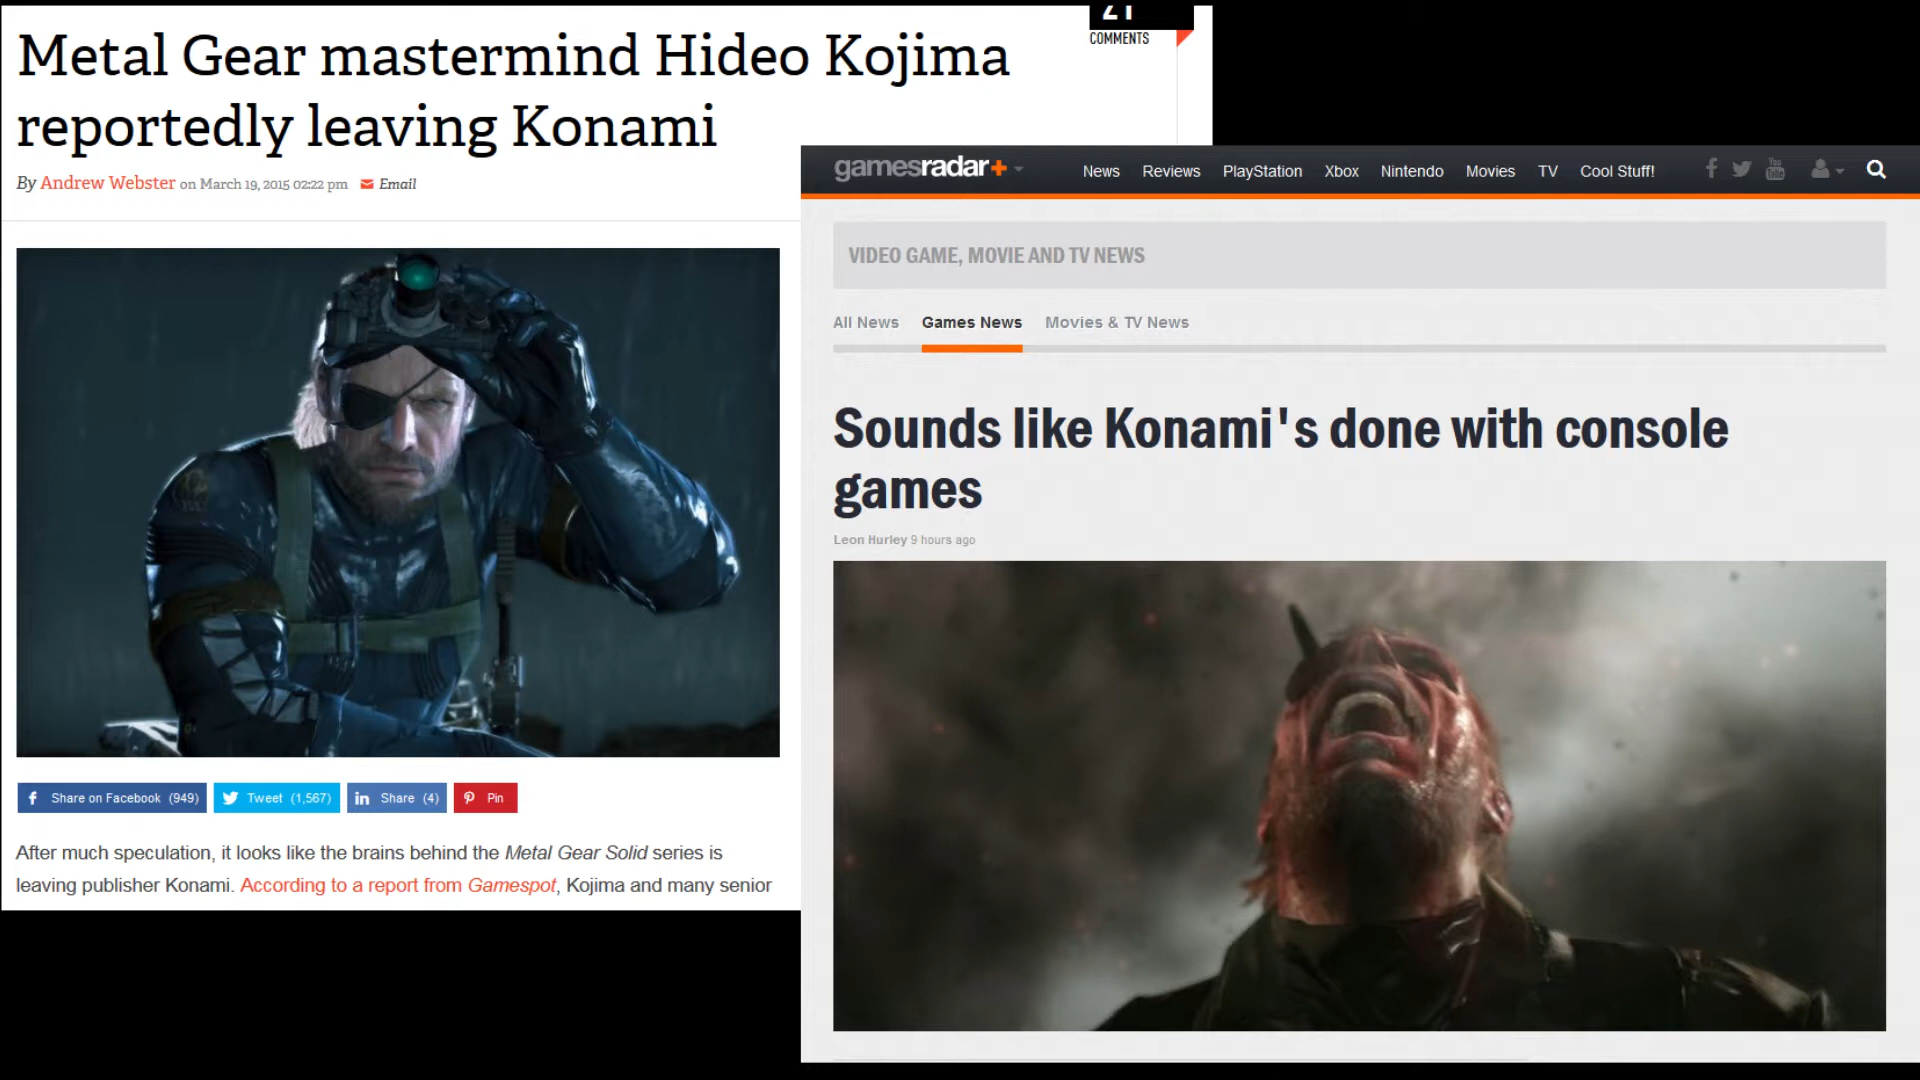 21
COMMENTS
Metal Gear mastermind Hideo Kojima
reportedly leaving Konami
By Andrew Webster on March 19, 2015 02:22 pm Email
Share on Facebook (949) Tweet (1,567) Share (4) Pin
After much speculation, it looks like the brains behind the Metal Gear Solid series is
leaving publisher Konami. According to a report from Gamespot, Kojima and many senior
gamesradar+ News Reviews PlayStation Xbox Nintendo Movies TV Cool Stuff!
VIDEO GAME, MOVIE AND TV NEWS
All News Games News Movies & TV News
Sounds like Konami's done with console
games
Leon Hurley 9 hours ago